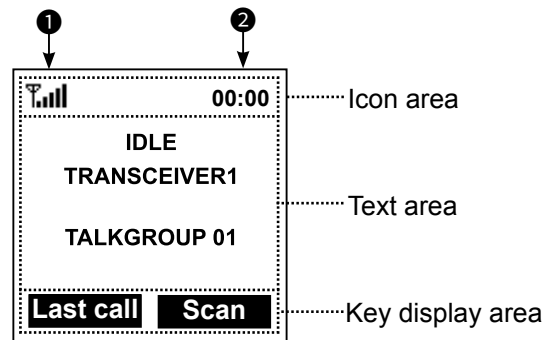 ❶ ❷
00:00 Icon area
IDLE
TRANSCEIVER1
Text area
TALKGROUP 01
Last call Scan Key display area